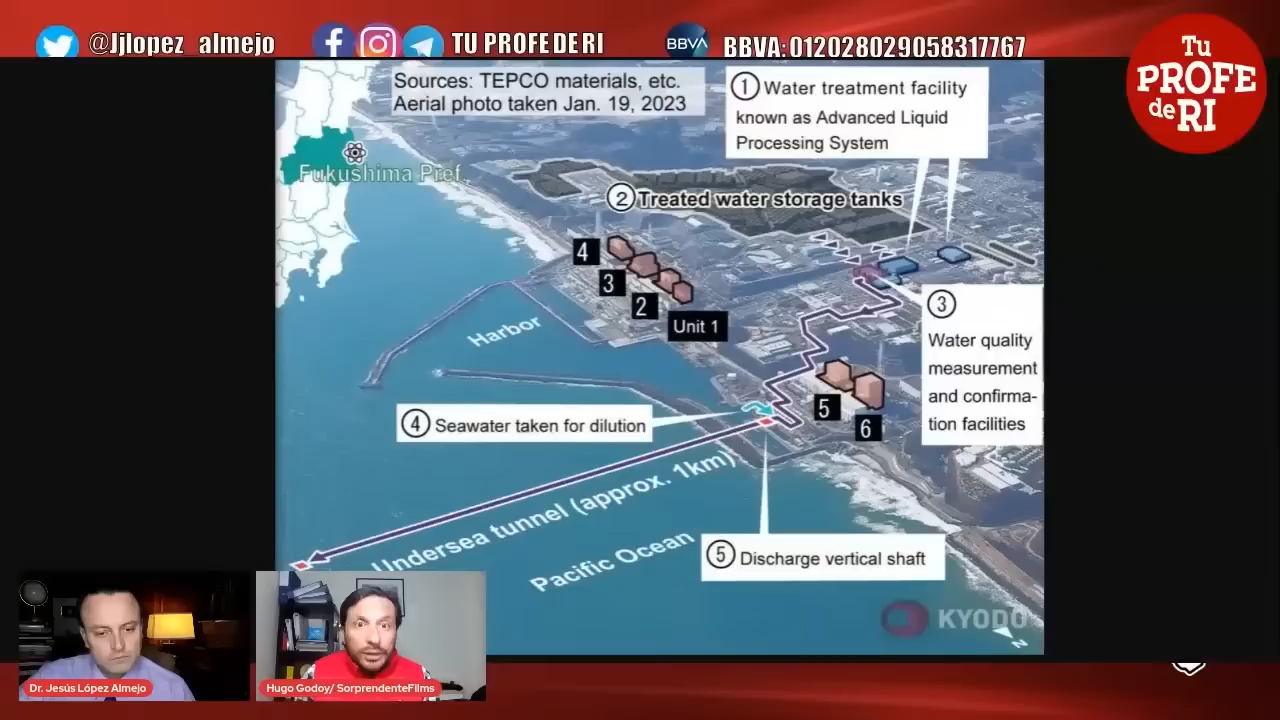 @Jjlopez_almejo
TU PROFE DE RI
BBVA
BBVA: 012028029058317767
Tu
PROFE
de RI
Sources: TEPCO materials, etc.
Aerial photo taken Jan. 19, 2023
① Water treatment facility
known as Advanced Liquid
Processing System
Fukushima Pref.
② Treated water storage tanks
4
3
2
Unit 1
③
Water quality
measurement
and confirma-
tion facilities
Harbor
5
6
④ Seawater taken for dilution
Undersea tunnel (approx. 1km)
Pacific Ocean
⑤ Discharge vertical shaft
KYODO
N
Dr. Jesús López Almejo
Hugo Godoy/ SorprendenteFilms